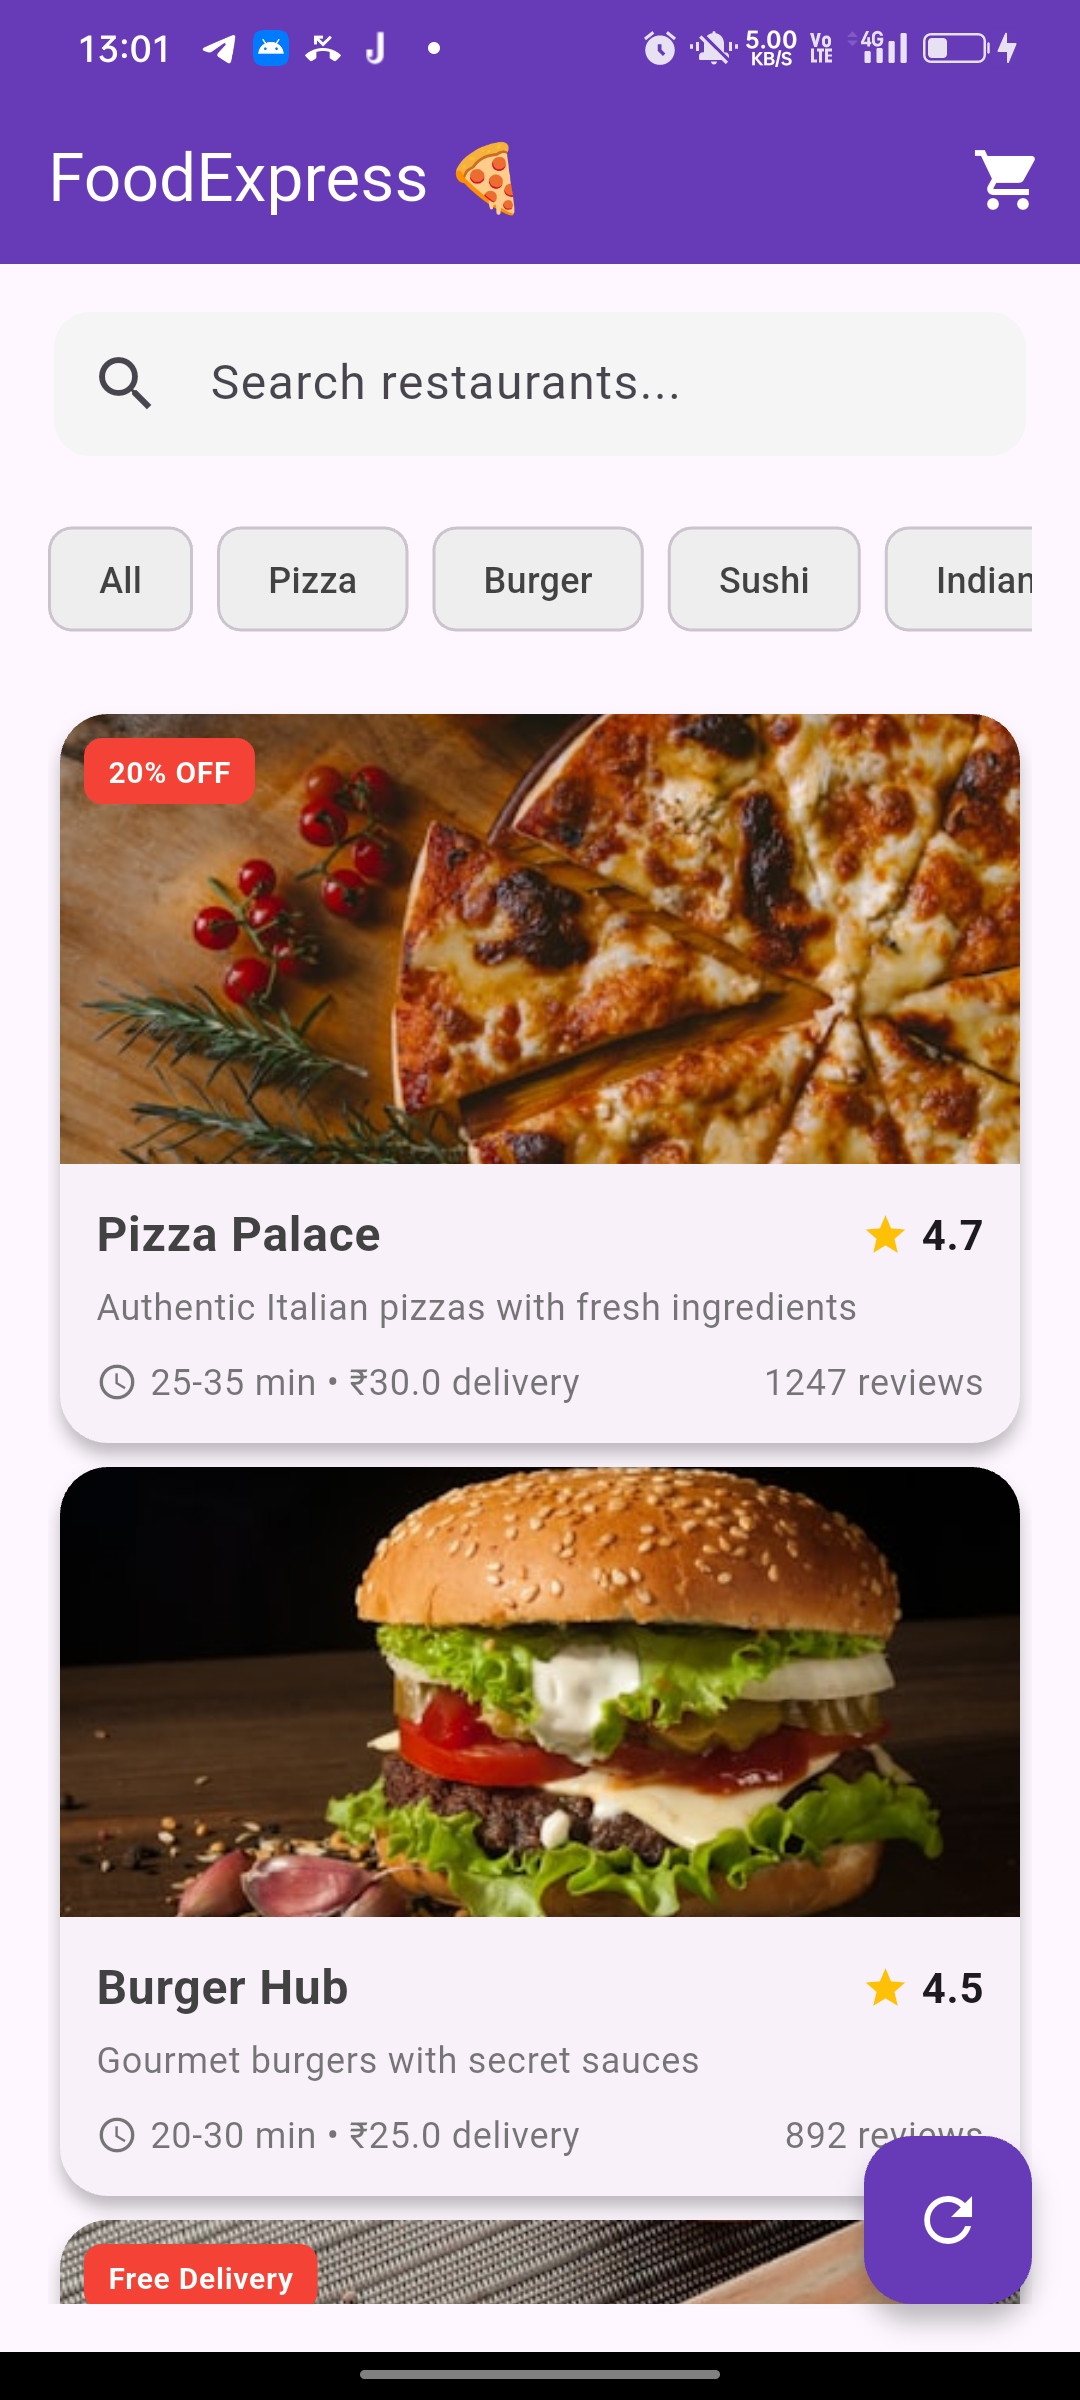 13:01 5.00 KB/S Vo LTE 4G
FoodExpress 🍕
Search restaurants...
All Pizza Burger Sushi Indian
20% OFF
Pizza Palace 4.7
Authentic Italian pizzas with fresh ingredients
25-35 min • ₹30.0 delivery 1247 reviews
Burger Hub 4.5
Gourmet burgers with secret sauces
20-30 min • ₹25.0 delivery 892 reviews
Free Delivery